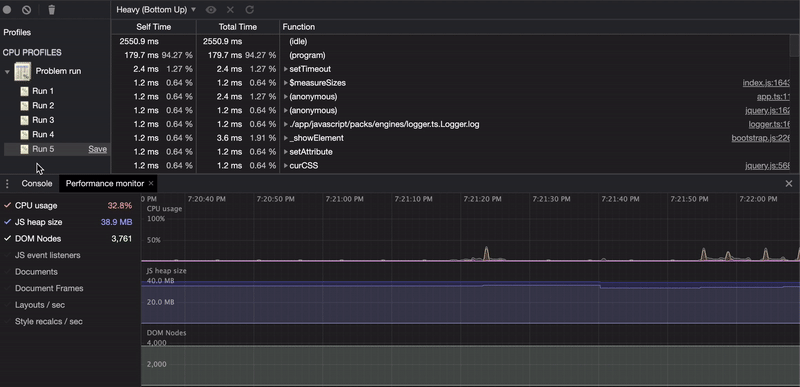 Heavy (Bottom Up) ▼
Profiles
CPU PROFILES
Problem run
Run 1
Run 2
Run 3
Run 4
Run 5 Save
Self Time Total Time Function
2550.9 ms 2550.9 ms (idle)
179.7 ms 94.27 % 179.7 ms 94.27 % (program)
2.4 ms 1.27 % 2.4 ms 1.27 % setTimeout
1.2 ms 0.64 % 1.2 ms 0.64 % $measureSizes index.js:1643
1.2 ms 0.64 % 2.4 ms 1.27 % (anonymous) app.ts:11
1.2 ms 0.64 % 1.2 ms 0.64 % (anonymous) jquery.js:162
1.2 ms 0.64 % 1.2 ms 0.64 % ./app/javascript/packs/engines/logger.ts.Logger.log logger.ts:16
1.2 ms 0.64 % 3.6 ms 1.91 % _showElement bootstrap.js:226
1.2 ms 0.64 % 1.2 ms 0.64 % setAttribute
1.2 ms 0.64 % 1.2 ms 0.64 % curCSS jquery.js:568
Console Performance monitor ×
CPU usage 32.8%
JS heap size 38.9 MB
DOM Nodes 3,761
JS event listeners
Documents
Document Frames
Layouts / sec
Style recalcs / sec
PM 7:20:40 PM 7:20:50 PM 7:21:00 PM 7:21:10 PM 7:21:20 PM 7:21:30 PM 7:21:40 PM 7:21:50 PM 7:22:00 PM
CPU usage
100%
50%
JS heap size
40.0 MB
20.0 MB
DOM Nodes
4,000
2,000